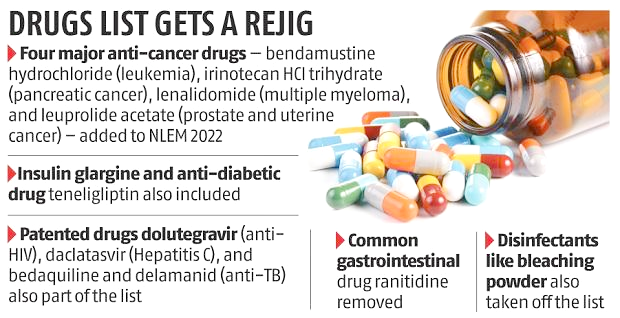 DRUGS LIST GETS A REJIG
Four major anti-cancer drugs – bendamustine
hydrochloride (leukemia), irinotecan HCI trihydrate
(pancreatic cancer), lenalidomide (multiple myeloma),
and leuprolide acetate (prostate and uterine
cancer) – added to NLEM 2022
Insulin glargine and anti-diabetic
drug teneligliptin also included
Patented drugs dolutegravir (anti-
HIV), daclatasvir (Hepatitis C), and
bedaquiline and delamanid (anti-TB)
also part of the list
Common
gastrointestinal
drug ranitidine
removed
Disinfectants
like bleaching
powder also
taken off the list